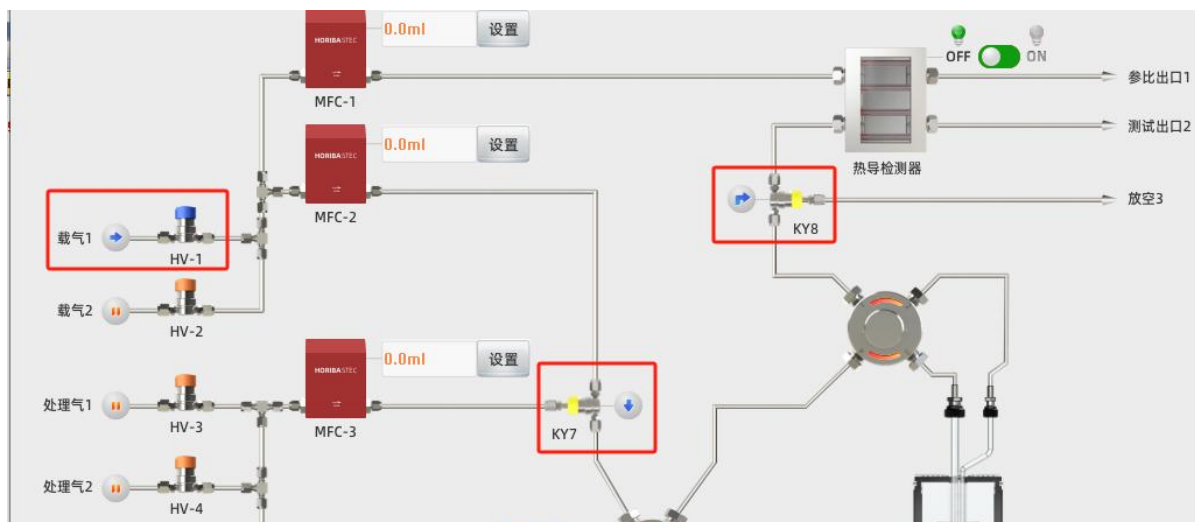 HORIBASTEC
0.0ml
设置
MFC-1
OFF
ON
参比出口1
测试出口2
热导检测器
HORIBASTEC
0.0ml
设置
MFC-2
放空3
KY8
载气1
HV-1
载气2
HV-2
HORIBASTEC
0.0ml
设置
MFC-3
处理气1
HV-3
KY7
处理气2
HV-4